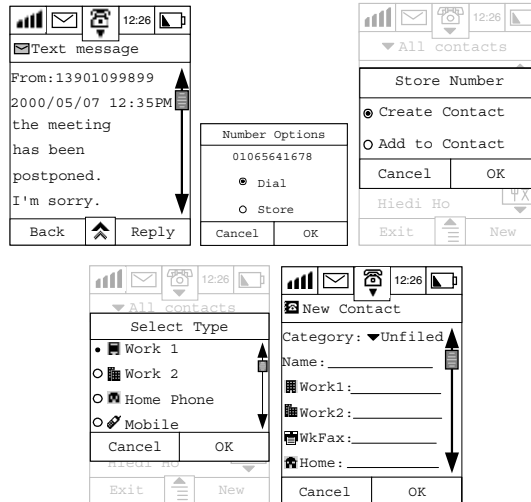 12:26
Text message
From:13901099899
2000/05/07 12:35PM
the meeting
has been
postponed.
I'm sorry.
Back Reply
Number Options
01065641678
Dial
Store
Cancel OK
12:26
All contacts
Store Number
Create Contact
Add to Contact
Cancel OK
Hiedi Ho
Exit New
12:26
All contacts
Select Type
Work 1
Work 2
Home Phone
Mobile
Cancel OK
Hiedi Ho
Exit New
12:26
New Contact
Category: Unfiled
Name:
Work1:
Work2:
WkFax:
Home:
Cancel OK